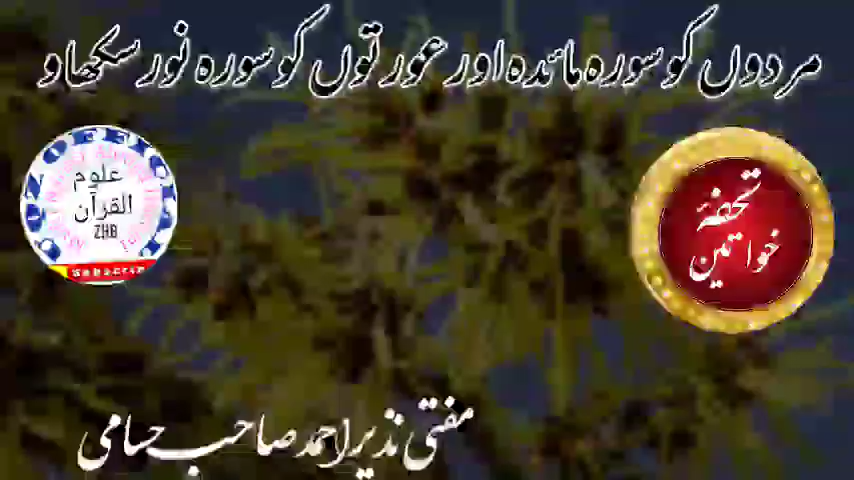 مردوں کو سورہ مائدہ اور عورتوں کو سورہ نور سکھاو
علوم
القرآن
ZHB
تحفۂ
خواتین
مفتی نذیر احمد صاحب حسامی